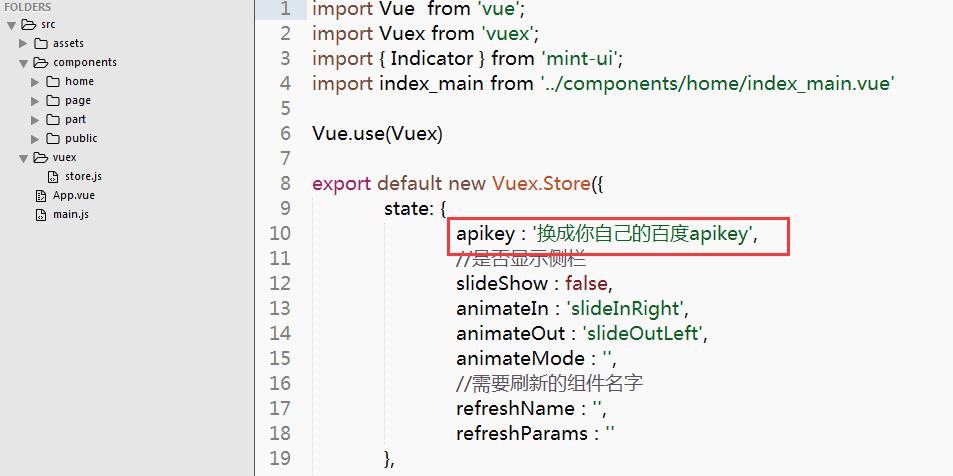 FOLDERS
src
assets
components
home
page
part
public
vuex
store.js
App.vue
main.js
1 import Vue  from 'vue';
2 import Vuex from 'vuex';
3 import { Indicator } from 'mint-ui';
4 import index_main from '../components/home/index_main.vue'
5
6 Vue.use(Vuex)
7
8 export default new Vuex.Store({
9 state: {
10 apikey : '换成你自己的百度apikey',
11 //是否显示侧栏
12 slideShow : false,
13 animateIn : 'slideInRight',
14 animateOut : 'slideOutLeft',
15 animateMode : '',
16 //需要刷新的组件名字
17 refreshName : '',
18 refreshParams : ''
19 },